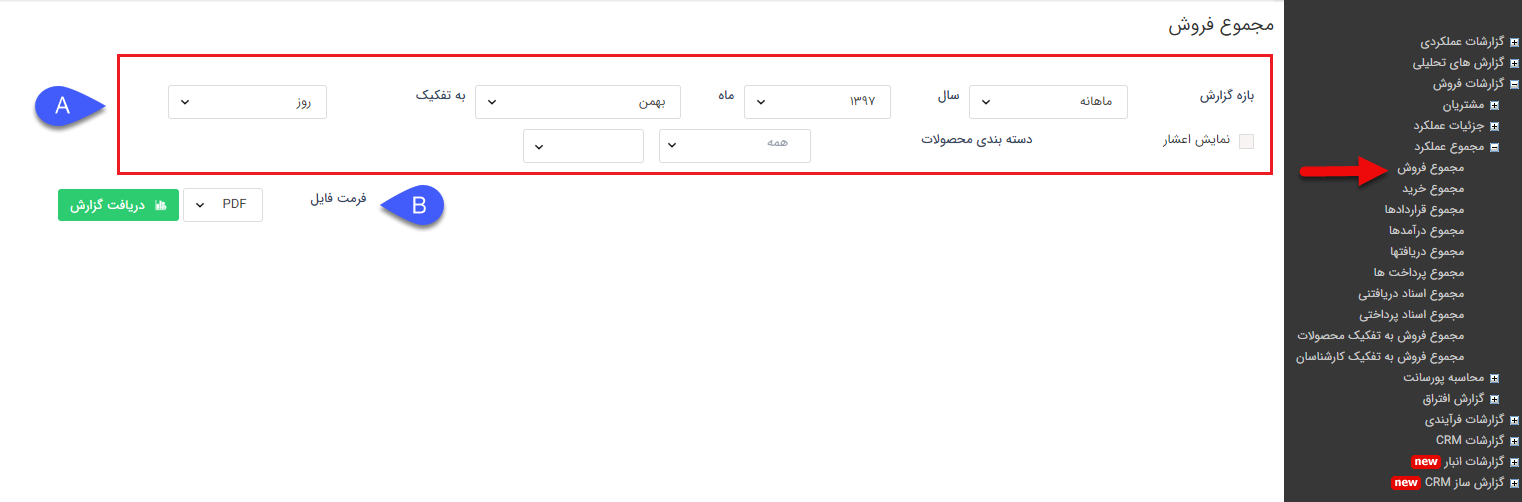 مجموع فروش
بازه گزارش ماهانه سال ۱۳۹۷ ماه بهمن به تفکیک روز
نمایش اعشار دسته بندی محصولات همه
فرمت فایل PDF دریافت گزارش
A
B
گزارشات عملکردی
گزارش های تحلیلی
گزارشات فروش
مشتریان
جزئیات عملکرد
مجموع عملکرد
مجموع فروش
مجموع خرید
مجموع قراردادها
مجموع درآمدها
مجموع دریافتها
مجموع پرداخت ها
مجموع اسناد دریافتنی
مجموع اسناد پرداختی
مجموع فروش به تفکیک محصولات
مجموع فروش به تفکیک کارشناسان
محاسبه پورسانت
گزارش افتراق
گزارشات فرآیندی
گزارشات CRM
گزارشات انبار new
گزارش ساز CRM new